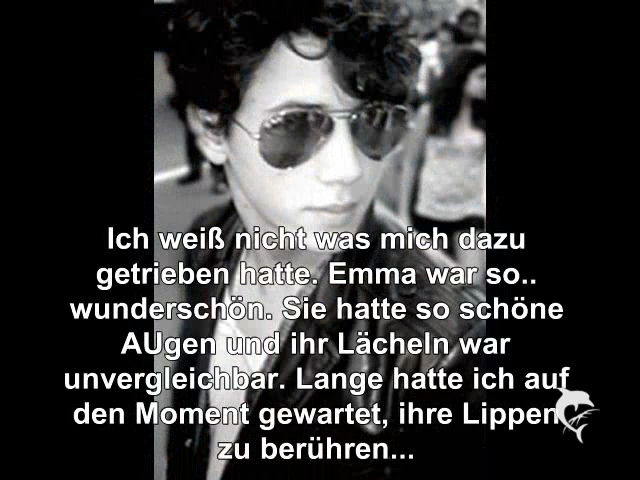 Ich weiß nicht was mich dazu
getrieben hatte. Emma war so..
wunderschön. Sie hatte so schöne
AUgen und ihr Lächeln war
unvergleichbar. Lange hatte ich auf
den Moment gewartet, ihre Lippen
zu berühren...